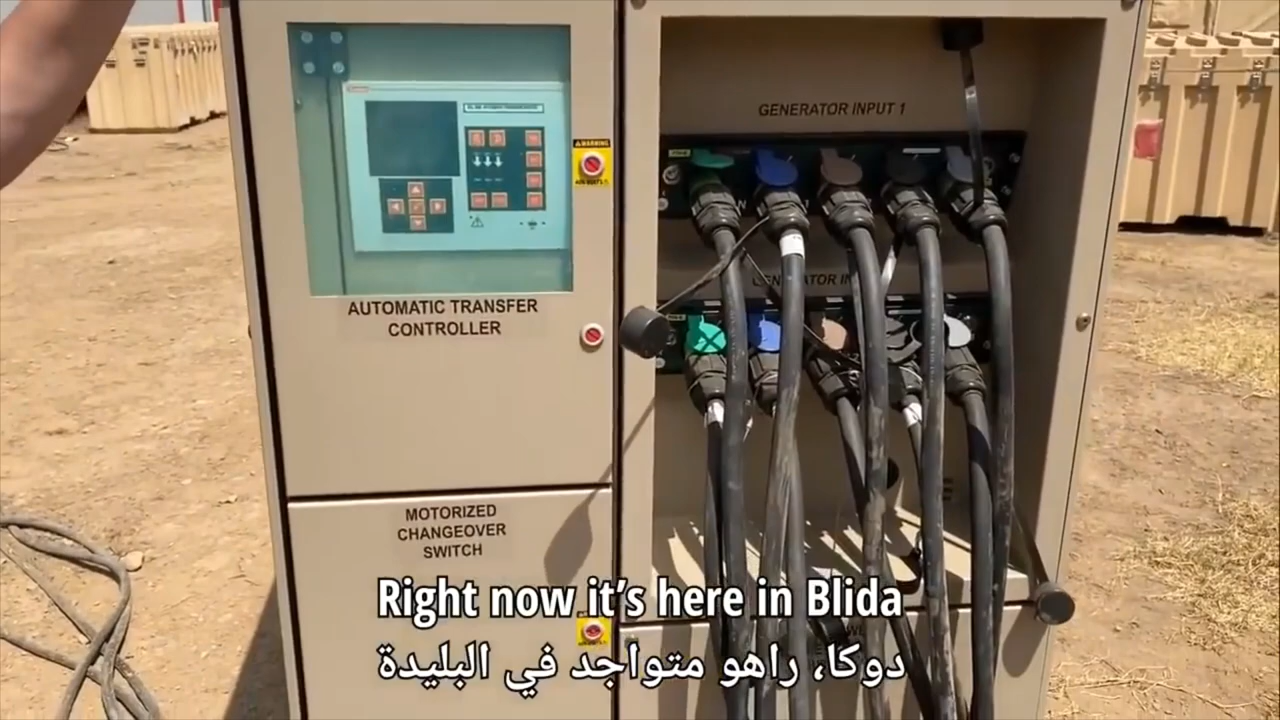 GENERATOR INPUT 1
WARNING
AUTOMATIC TRANSFER
CONTROLLER
MOTORIZED
CHANGEOVER
SWITCH
Right now it's here in Blida
دوكا، راهو متواجد في البليدة